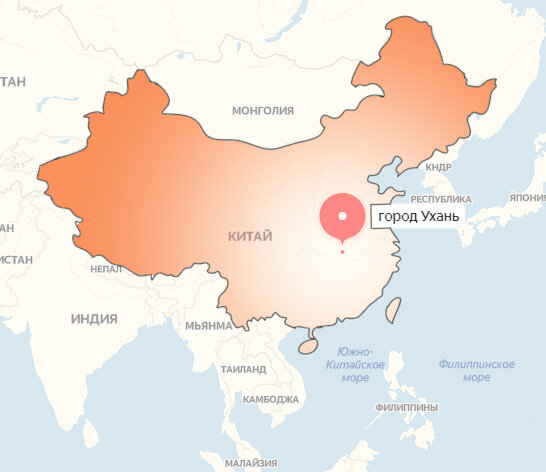 ТАН
МОНГОЛИЯ
КНДР
РЕСПУБЛИКА
ЯПОНИЯ
город Ухань
КИТАЙ
СТАН
ИСТАН
НЕПАЛ
ИНДИЯ
МЬЯНМА
Южно-
Китайское
море
Филиппинское
море
ТАИЛАНД
КАМБОДЖА
ФИЛИППИНЫ
МАЛАЙЗИЯ